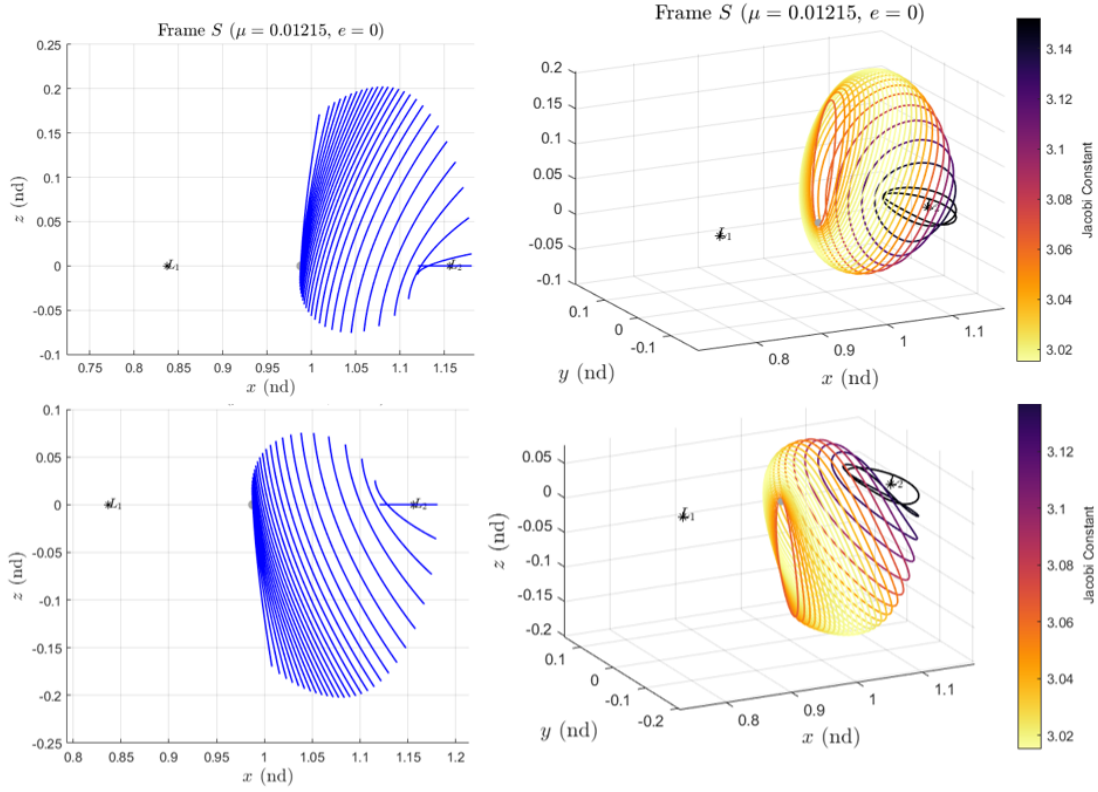 Frame S (μ = 0.01215, e = 0)
0.25
0.2
0.15
0.1
0.05
0
-0.05
-0.1
z (nd)
L₁
L₂
0.75 0.8 0.85 0.9 0.95 1 1.05 1.1 1.15
x (nd)
Frame S (μ = 0.01215, e = 0)
0.2
0.15
0.1
0.05
0
-0.05
-0.1
z (nd)
L₁
0.1
0
-0.1
y (nd)
0.8 0.9 1 1.1
x (nd)
3.14
3.12
3.1
3.08
3.06
3.04
3.02
Jacobi Constant
0.1
0.05
0
-0.05
-0.1
-0.15
-0.2
-0.25
z (nd)
L₁
L₂
0.8 0.85 0.9 0.95 1 1.05 1.1 1.15 1.2
x (nd)
0.05
0
-0.05
-0.1
-0.15
-0.2
z (nd)
L₁
L₂
0.1
0
-0.1
-0.2
y (nd)
0.8 0.9 1 1.1
x (nd)
3.12
3.1
3.08
3.06
3.04
3.02
Jacobi Constant